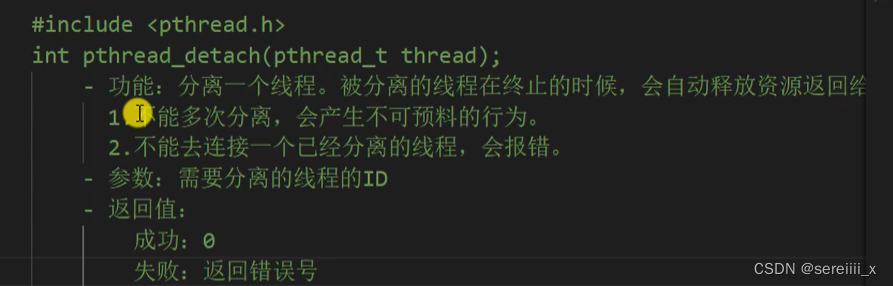 #include <pthread.h>
int pthread_detach(pthread_t thread);
- 功能：分离一个线程。被分离的线程在终止的时候，会自动释放资源返回给
1.不能多次分离，会产生不可预料的行为。
2.不能去连接一个已经分离的线程，会报错。
- 参数：需要分离的线程的ID
- 返回值：
成功：0
失败：返回错误号
CSDN @sereiiii_x